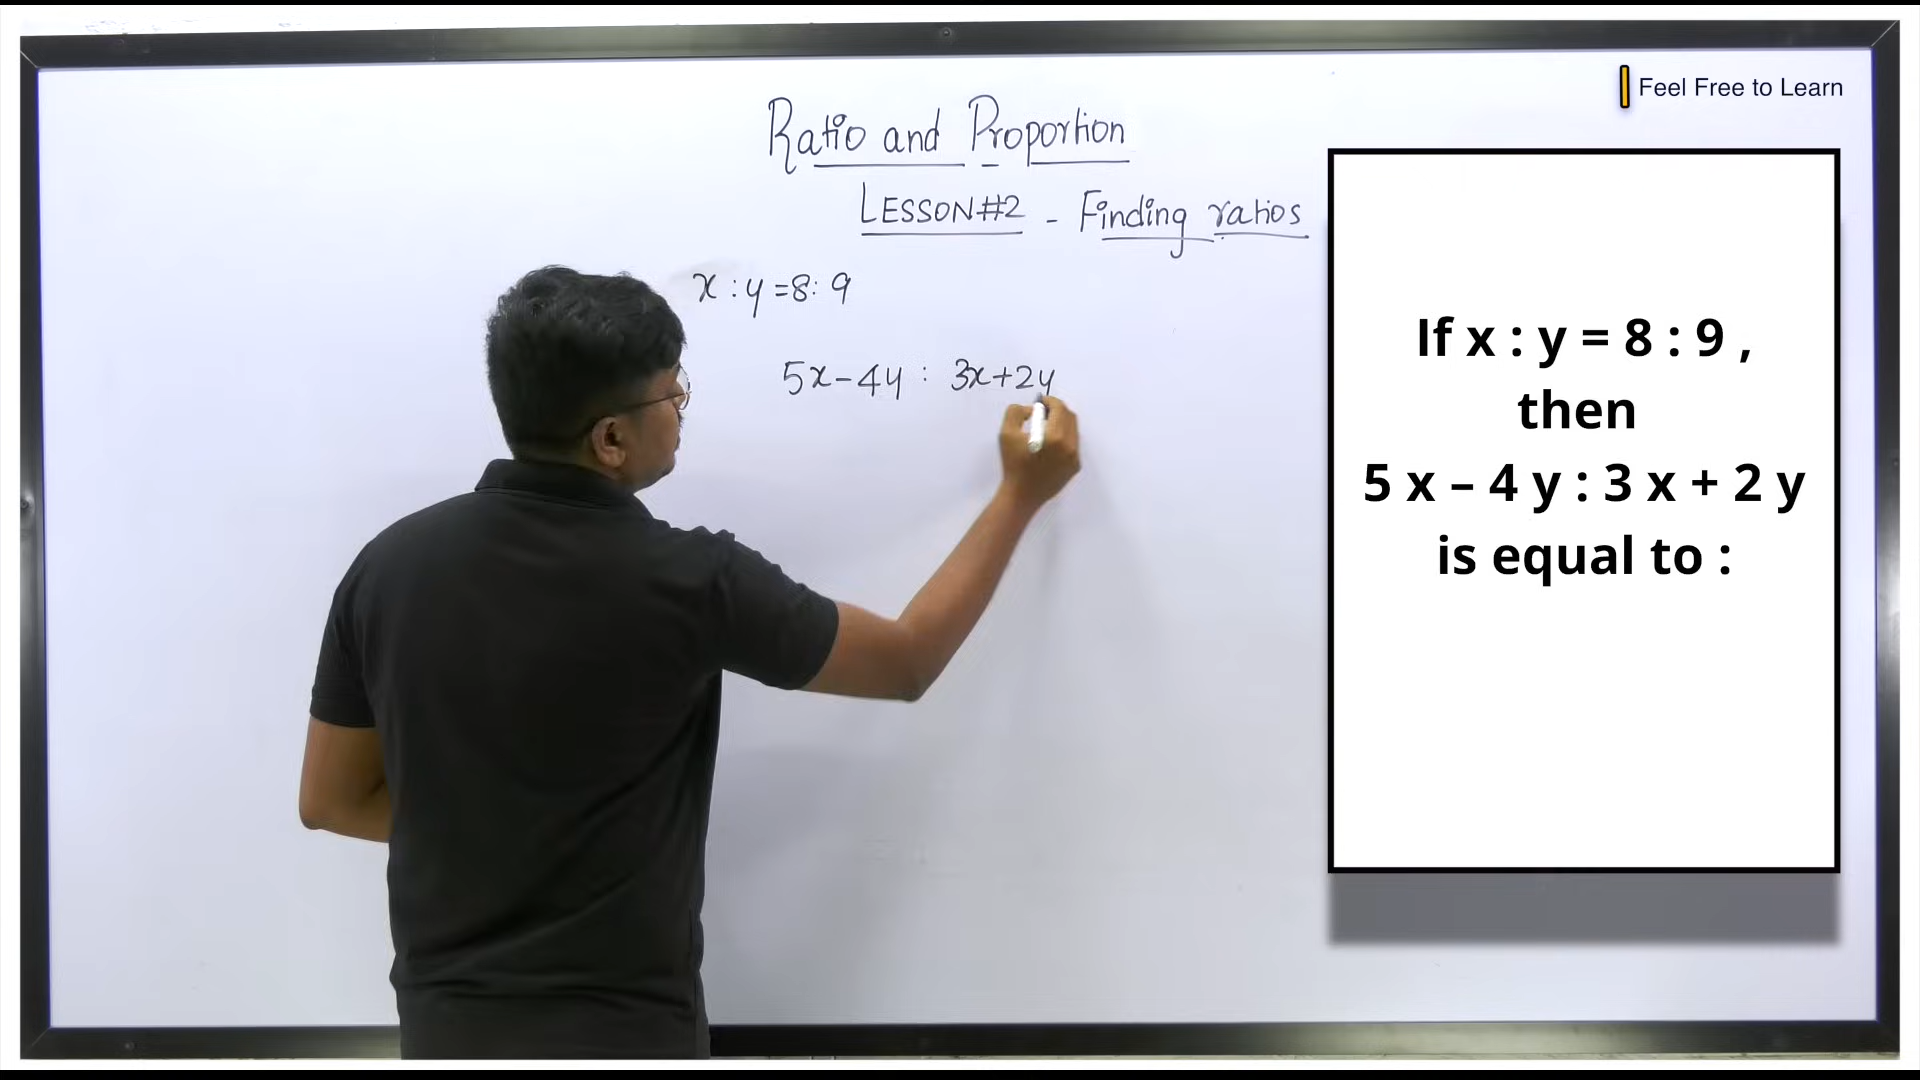 Feel Free to Learn
Ratio and Proportion
LESSON#2 - Finding ratios
x : y = 8 : 9
5x - 4y : 3x + 2y
If x : y = 8 : 9 ,
then
5 x – 4 y : 3 x + 2 y
is equal to :